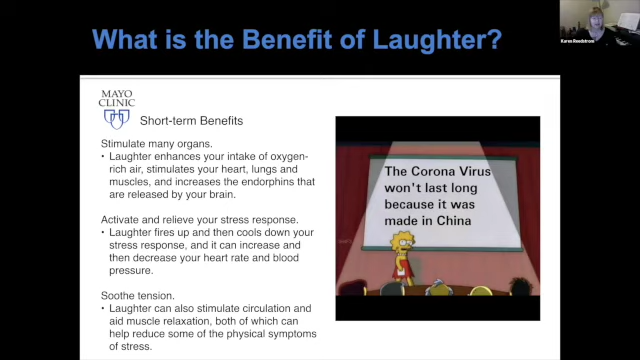 What is the Benefit of Laughter?
Karen Roedstrom
MAYO
CLINIC
Short-term Benefits
Stimulate many organs.
• Laughter enhances your intake of oxygen-
rich air, stimulates your heart, lungs and
muscles, and increases the endorphins that
are released by your brain.
Activate and relieve your stress response.
• Laughter fires up and then cools down your
stress response, and it can increase and
then decrease your heart rate and blood
pressure.
Soothe tension.
• Laughter can also stimulate circulation and
aid muscle relaxation, both of which can
help reduce some of the physical symptoms
of stress.
The Corona Virus
won't last long
because it was
made in China